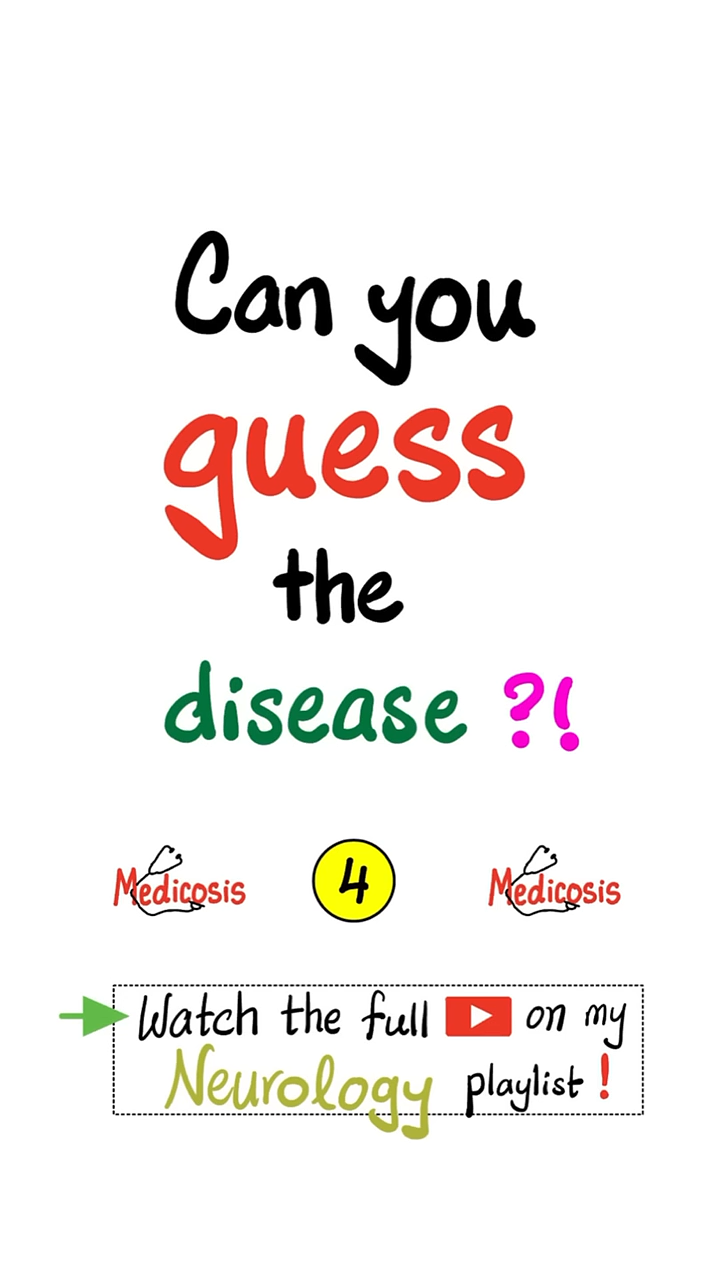 Can you
guess
the
disease ?!
Medicosis 4 Medicosis
Watch the full on my
Neurology playlist !